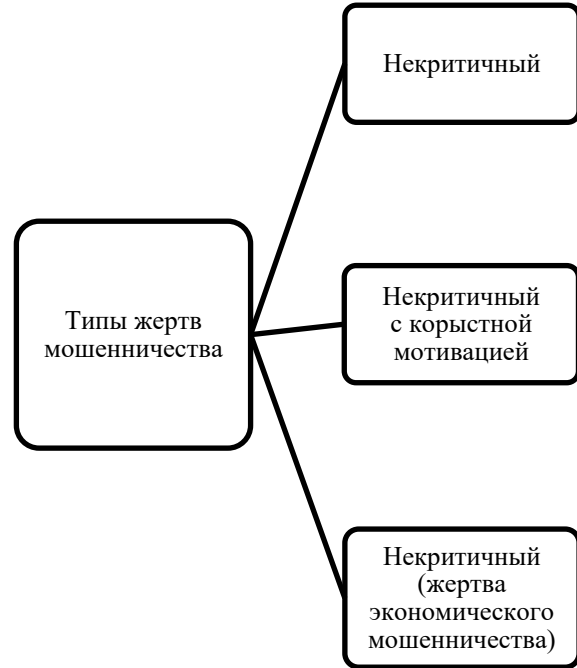 Некритичный
Типы жертв
мошенничества
Некритичный
с корыстной
мотивацией
Некритичный
(жертва
экономического
мошенничества)